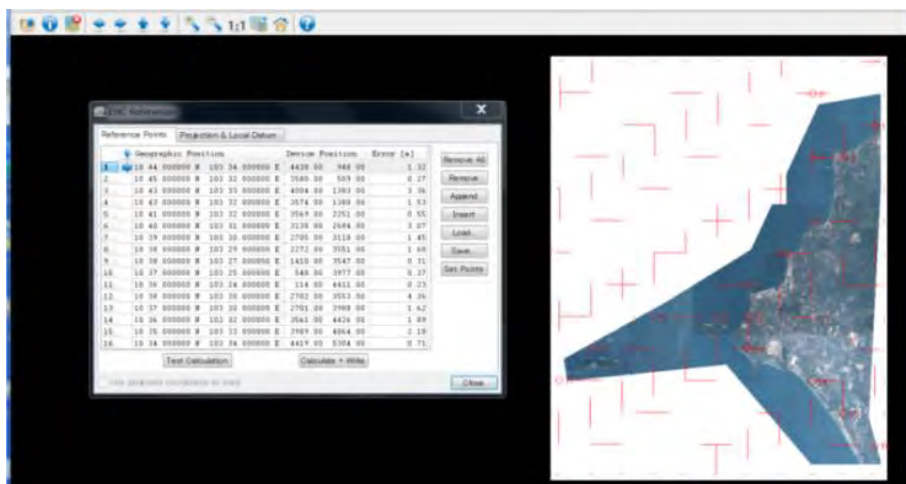 1:1
Reference Points Projection & Local Datum
Geographic Position Device Position Error [m]
1 10 44 000000 N 103 34 000000 E 4439 00 948 00 1.32
2 10 45 000000 N 103 32 000000 E 3580 00 509 00 0.27
3 10 43 000000 N 103 33 000000 E 4004 00 1383 00 3.36
4 10 43 000000 N 103 32 000000 E 3574 00 1380 00 1.53
5 10 41 000000 N 103 32 000000 E 3569 00 2251 00 0.55
6 10 40 000000 N 103 31 000000 E 3138 00 2684 00 3.07
7 10 39 000000 N 103 30 000000 E 2705 00 3118 00 1.45
8 10 38 000000 N 103 29 000000 E 2272 00 3551 00 1.68
9 10 38 000000 N 103 27 000000 E 1410 00 3547 00 0.31
10 10 37 000000 N 103 25 000000 E 548 00 3977 00 0.37
11 10 36 000000 N 103 24 000000 E 114 00 4411 00 0.23
12 10 38 000000 N 103 30 000000 E 2702 00 3553 00 4.36
13 10 37 000000 N 103 30 000000 E 2701 00 3988 00 1.62
14 10 36 000000 N 103 32 000000 E 3561 00 4426 00 1.89
15 10 35 000000 N 103 33 000000 E 3989 00 4864 00 2.18
16 10 34 000000 N 103 34 000000 E 4419 00 5304 00 0.71
Remove All
Remove
Append
Insert
Load...
Save...
Set Points
Test Calculation Calculate + Write
Close